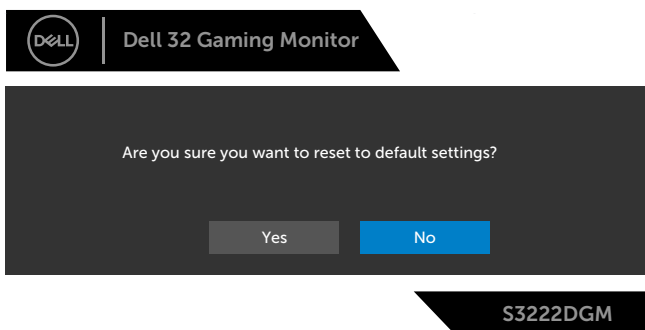 DELL
Dell 32 Gaming Monitor
Are you sure you want to reset to default settings?
Yes
No
S3222DGM